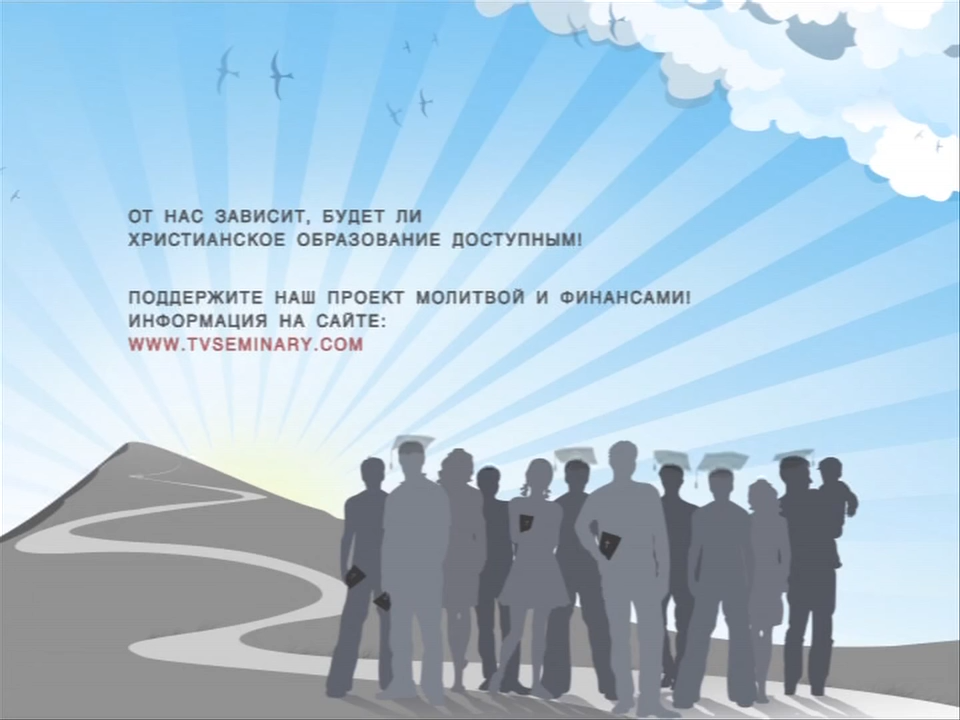 ОТ НАС ЗАВИСИТ, БУДЕТ ЛИ
ХРИСТИАНСКОЕ ОБРАЗОВАНИЕ ДОСТУПНЫМ!
ПОДДЕРЖИТЕ НАШ ПРОЕКТ МОЛИТВОЙ И ФИНАНСАМИ!
ИНФОРМАЦИЯ НА САЙТЕ:
WWW.TVSEMINARY.COM